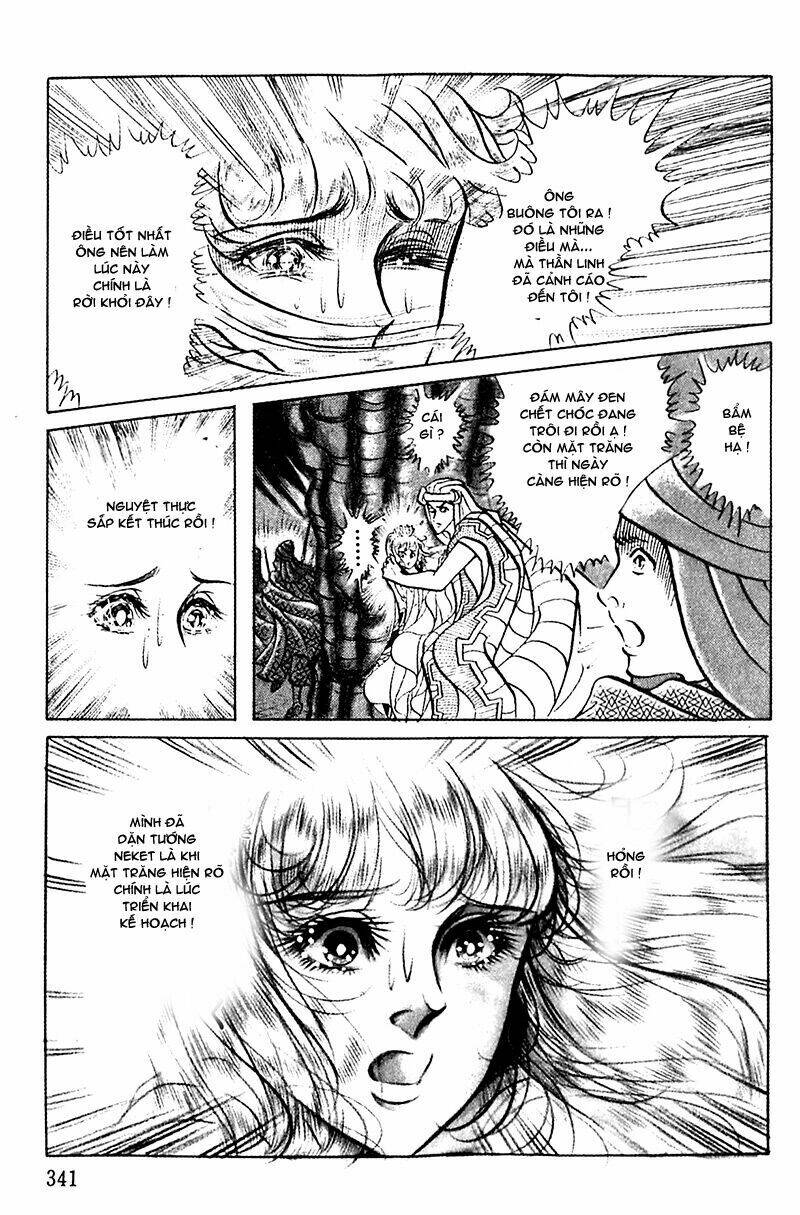 ÔNG
BUÔNG TÔI RA !
ĐÓ LÀ NHŨNG
ĐIỀU MÀ...
MÀ THẦN LINH
ĐÃ CẢNH CÁO
ĐẾN TÔI !
ĐIỀU TỐT NHẤT
ÔNG NÊN LÀM
LÚC NÀY
CHÍNH LÀ
RỜI KHỎI ĐÂY !
BẨM
BỆ
HẠ !
ĐÁM MÂY ĐEN
CHẾT CHÓC ĐANG
TRÔI ĐI RỒI Ạ !
CÒN MẶT TRĂNG
THÌ NGÀY
CÀNG HIỆN RÕ !
CÁI
GÌ ?
......
NGUYỆT THỰC
SẮP KẾT THÚC RỒI !
HỎNG
RỒI !
MÌNH ĐÃ
DẶN TƯỚNG
NEKET LÀ KHI
MẶT TRĂNG HIỆN RÕ
CHÍNH LÀ LÚC
TRIỂN KHAI
KẾ HOẠCH !
341